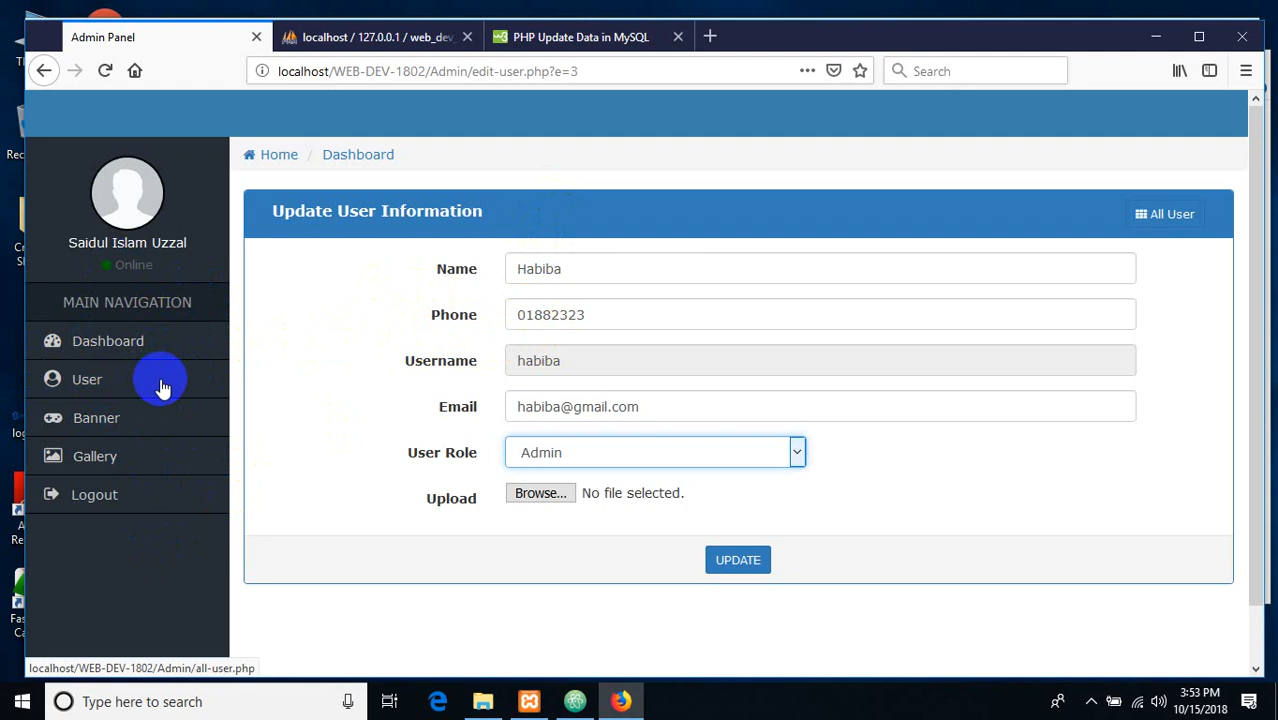 Admin Panel
localhost / 127.0.0.1 / web_dev_
PHP Update Data in MySQL
localhost/WEB-DEV-1802/Admin/edit-user.php?e=3
Search
Home / Dashboard
Saidul Islam Uzzal
Online
MAIN NAVIGATION
Dashboard
User
Banner
Gallery
Logout
Update User Information
All User
Name Habiba
Phone 01882323
Username habiba
Email habiba@gmail.com
User Role Admin
Upload Browse... No file selected.
UPDATE
localhost/WEB-DEV-1802/Admin/all-user.php
Type here to search
3:53 PM
10/15/2018